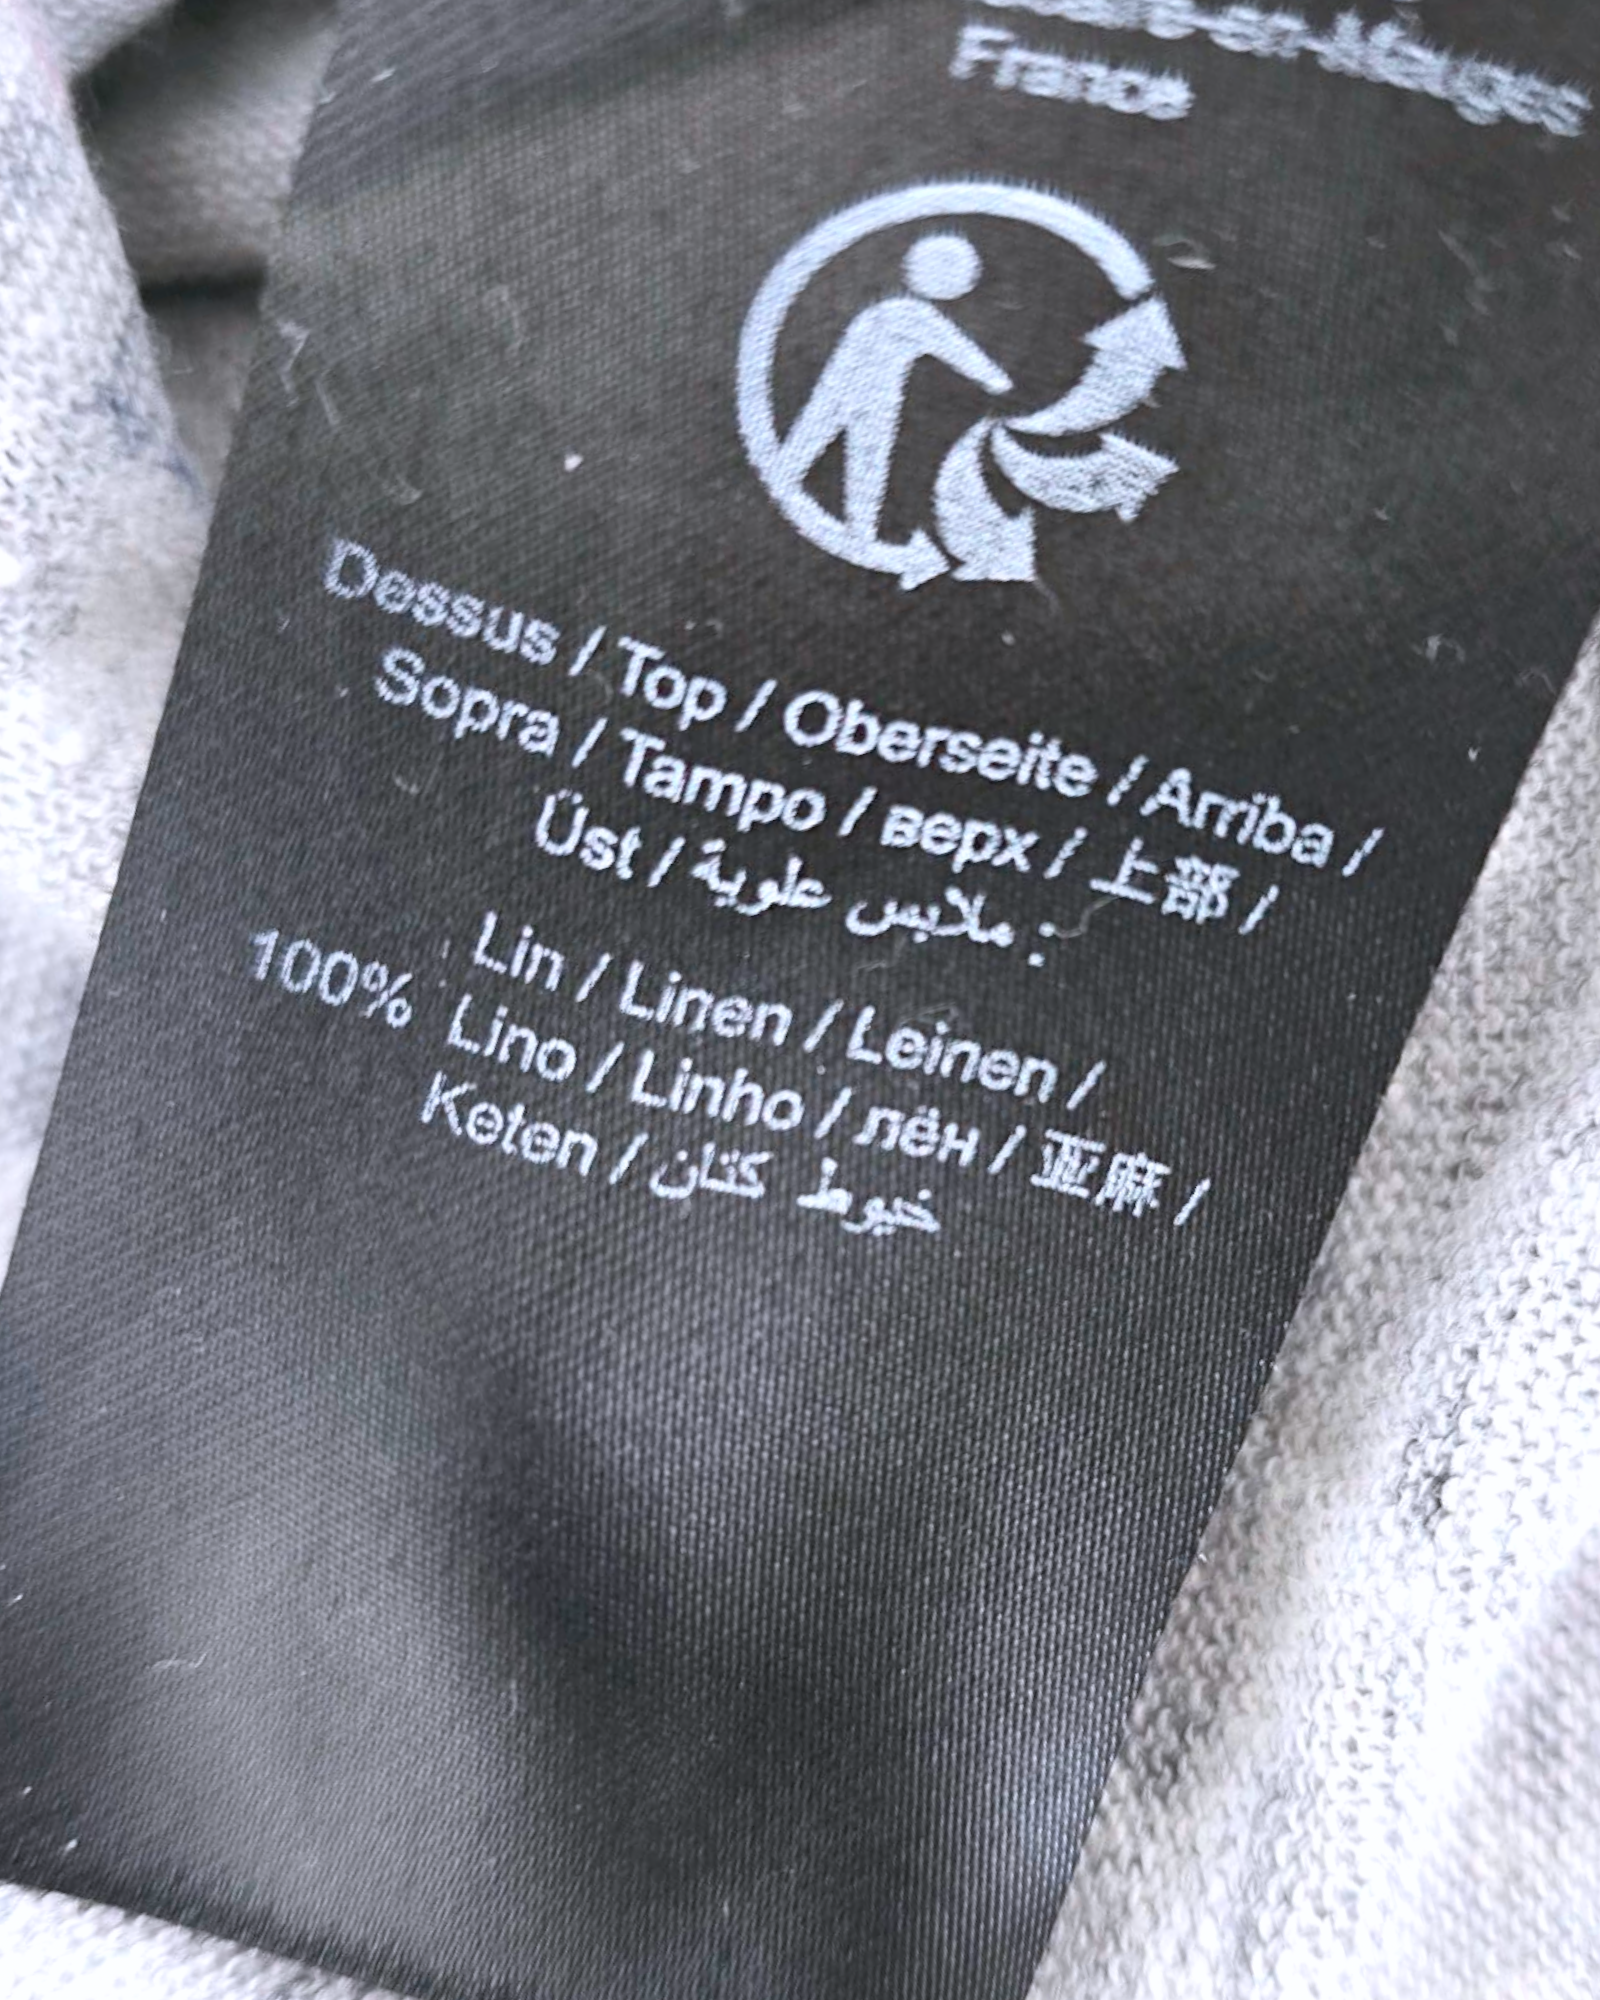 France
Dessus / Top / Oberseite / Arriba /
Sopra / Tampo / верх / 上部 /
Üst / ملابس علوية :
Lin / Linen / Leinen /
100% Lino / Linho / лён / 亚麻 /
Keten / خيوط كتان